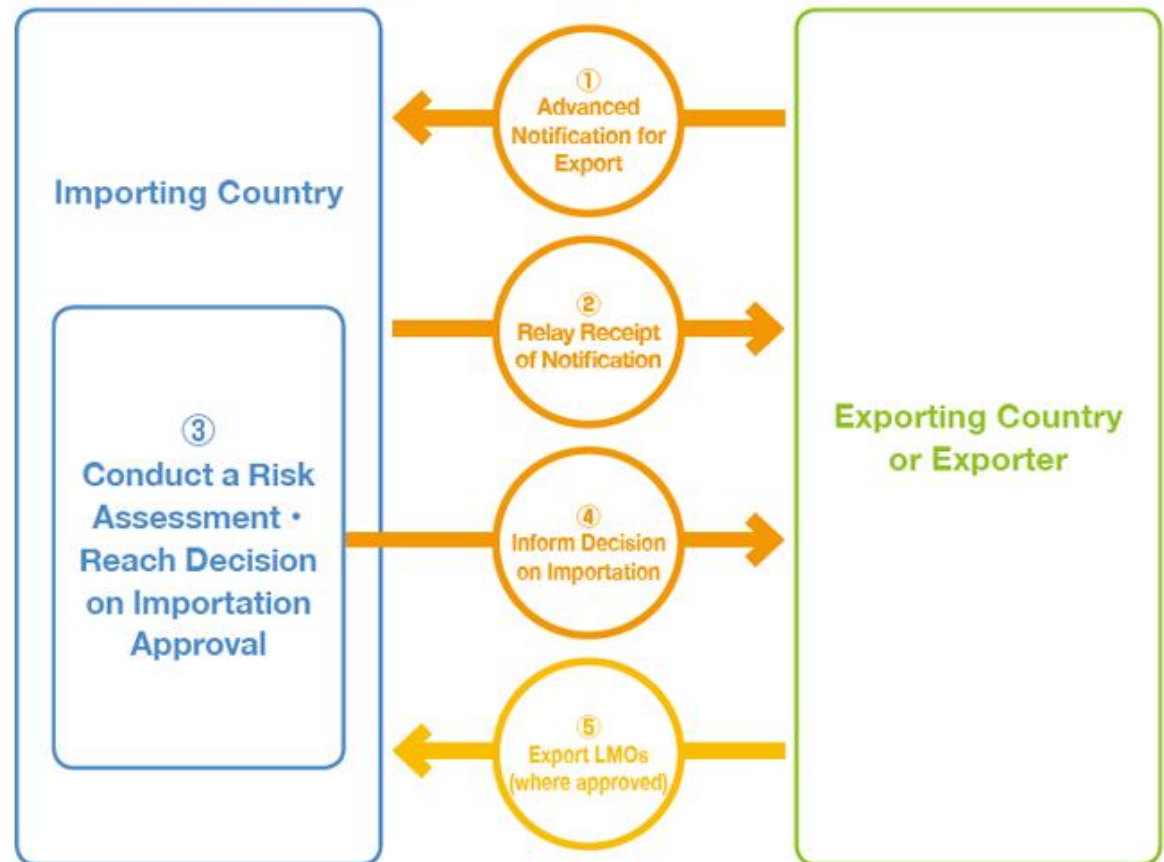 ①
Advanced
Notification for
Export
Importing Country
②
Relay Receipt
of Notification
③
Conduct a Risk
Assessment・
Reach Decision
on Importation
Approval
Exporting Country
or Exporter
④
Inform Decision
on Importation
⑤
Export LMOs
(where approved)